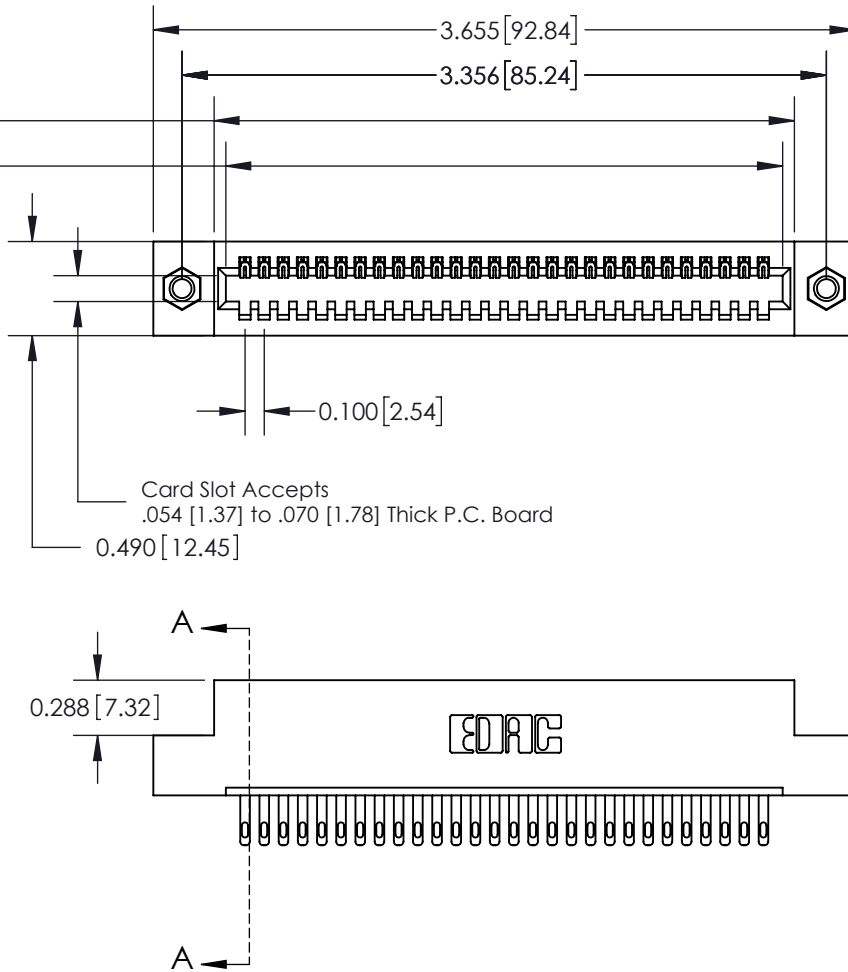 3.655[92.84]
3.356[85.24]
0.100[2.54]
Card Slot Accepts
.054 [1.37] to .070 [1.78] Thick P.C. Board
0.490[12.45]
A
0.288[7.32]
EDAC
A